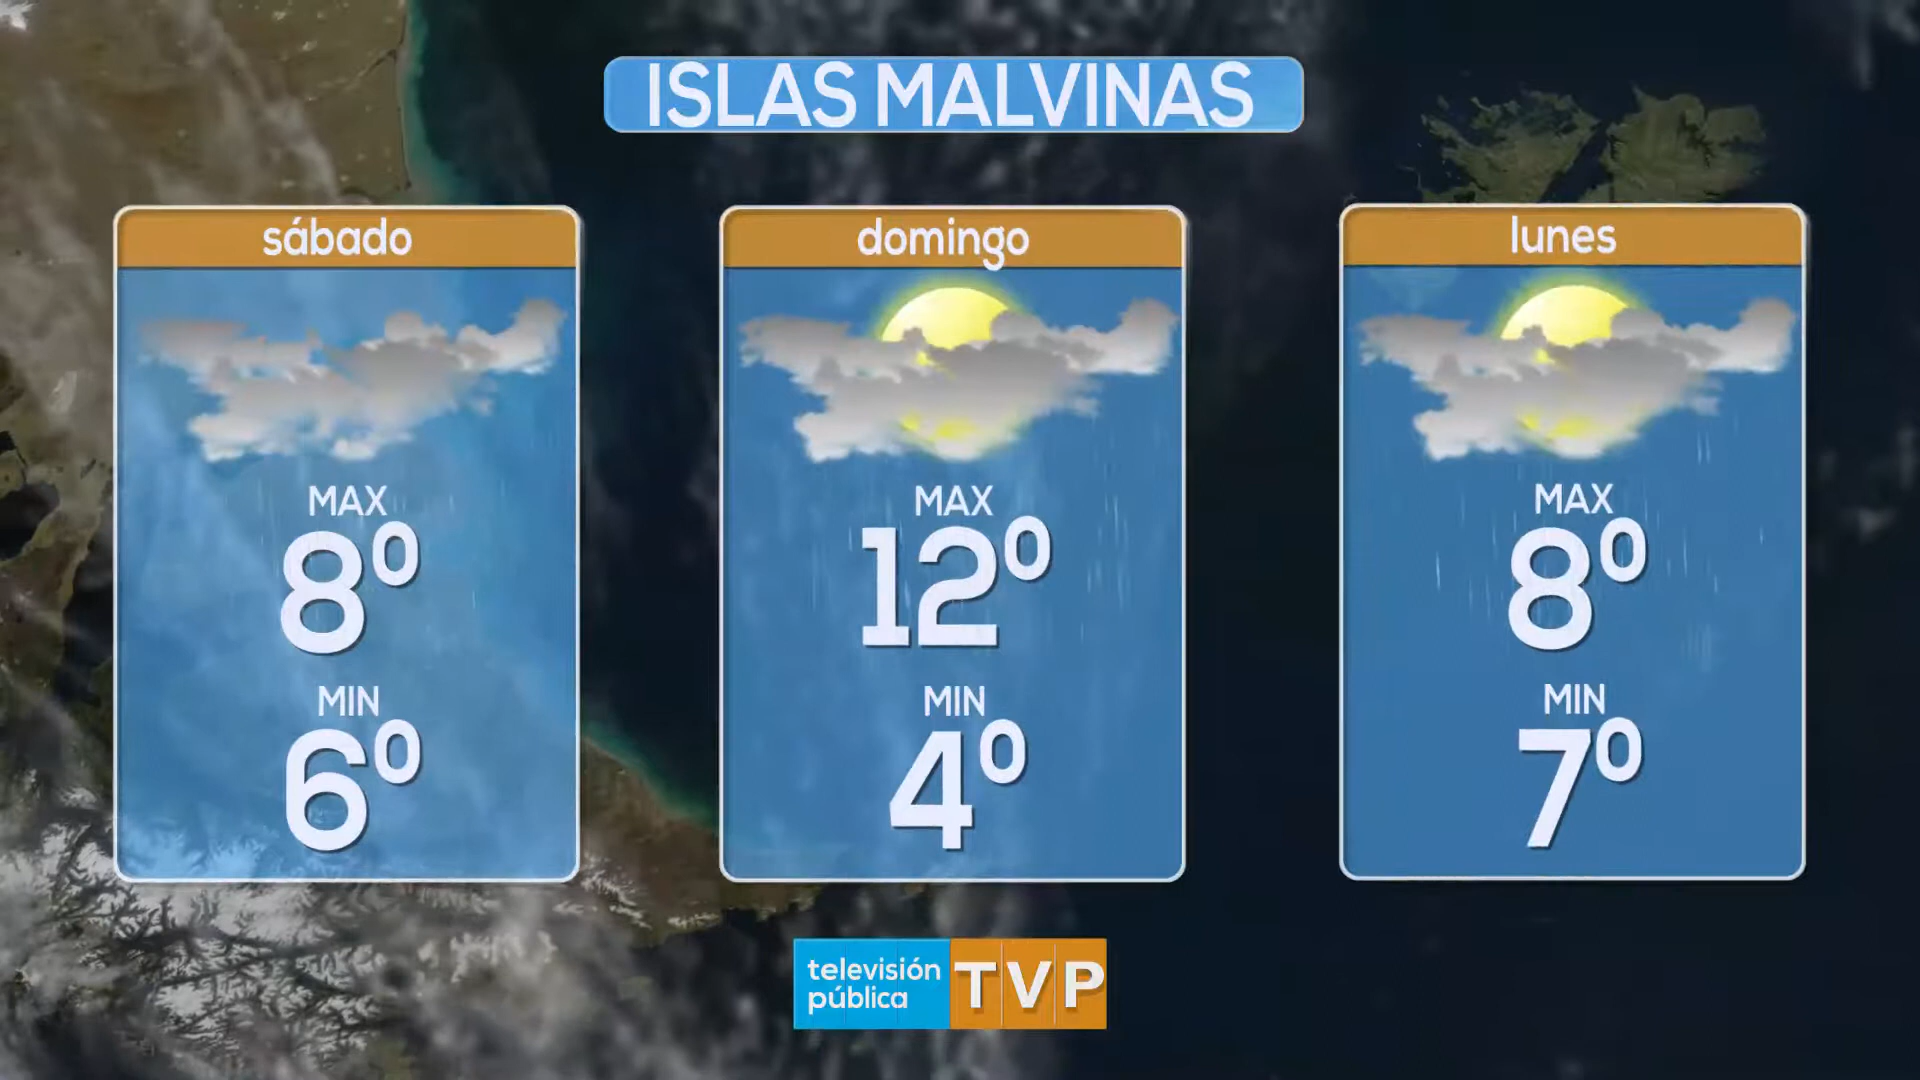 ISLAS MALVINAS
sábado
MAX
8º
MIN
6º
domingo
MAX
12º
MIN
4º
lunes
MAX
8º
MIN
7º
televisión
pública
TVP